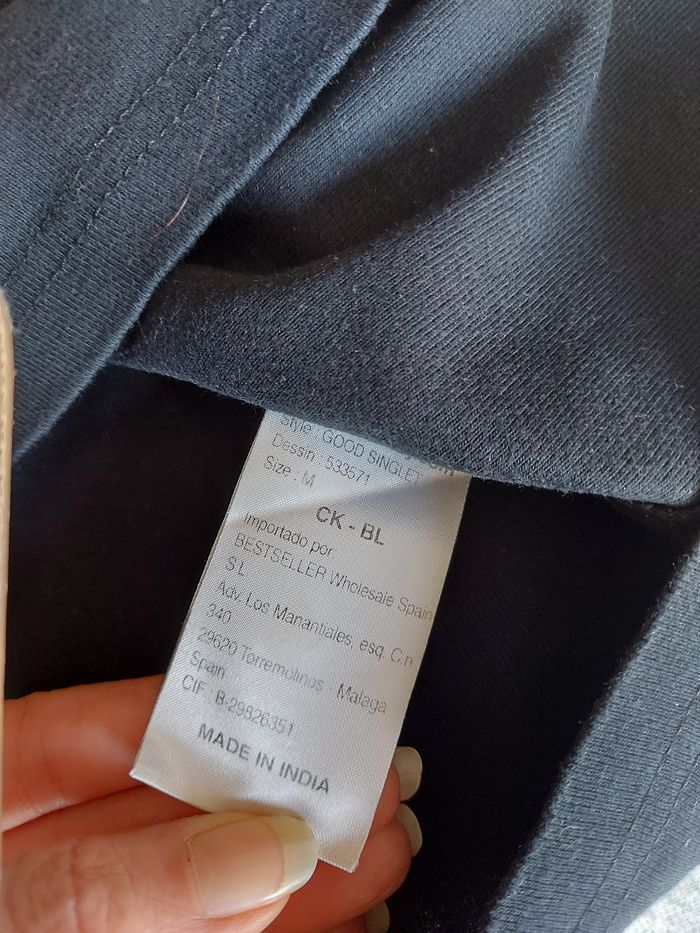 Style : GOOD SINGLET
Dessin : 533571
Size : M
CK - BL
Importado por:
BESTSELLER Wholesale Spain
S L
Adv. Los Manantiales, esq. C.n
340
29620 Torremolinos - Malaga
Spain
CIF : B-29826351
MADE IN INDIA